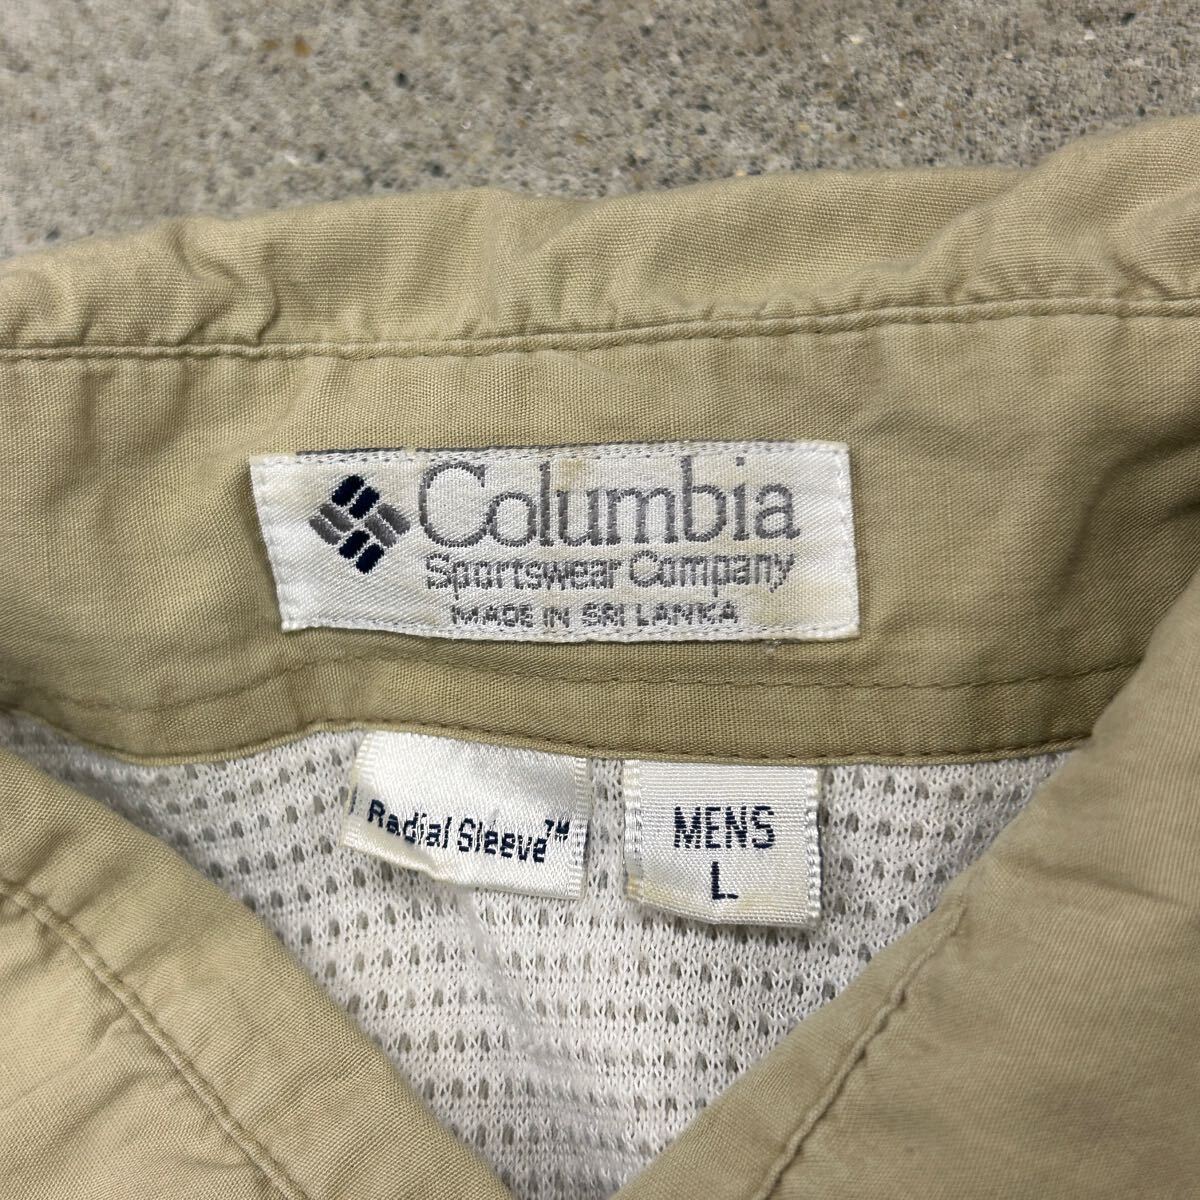 Columbia
Sportswear Company
MADE IN SRI LANKA
Radial Sleeve™
MENS
L